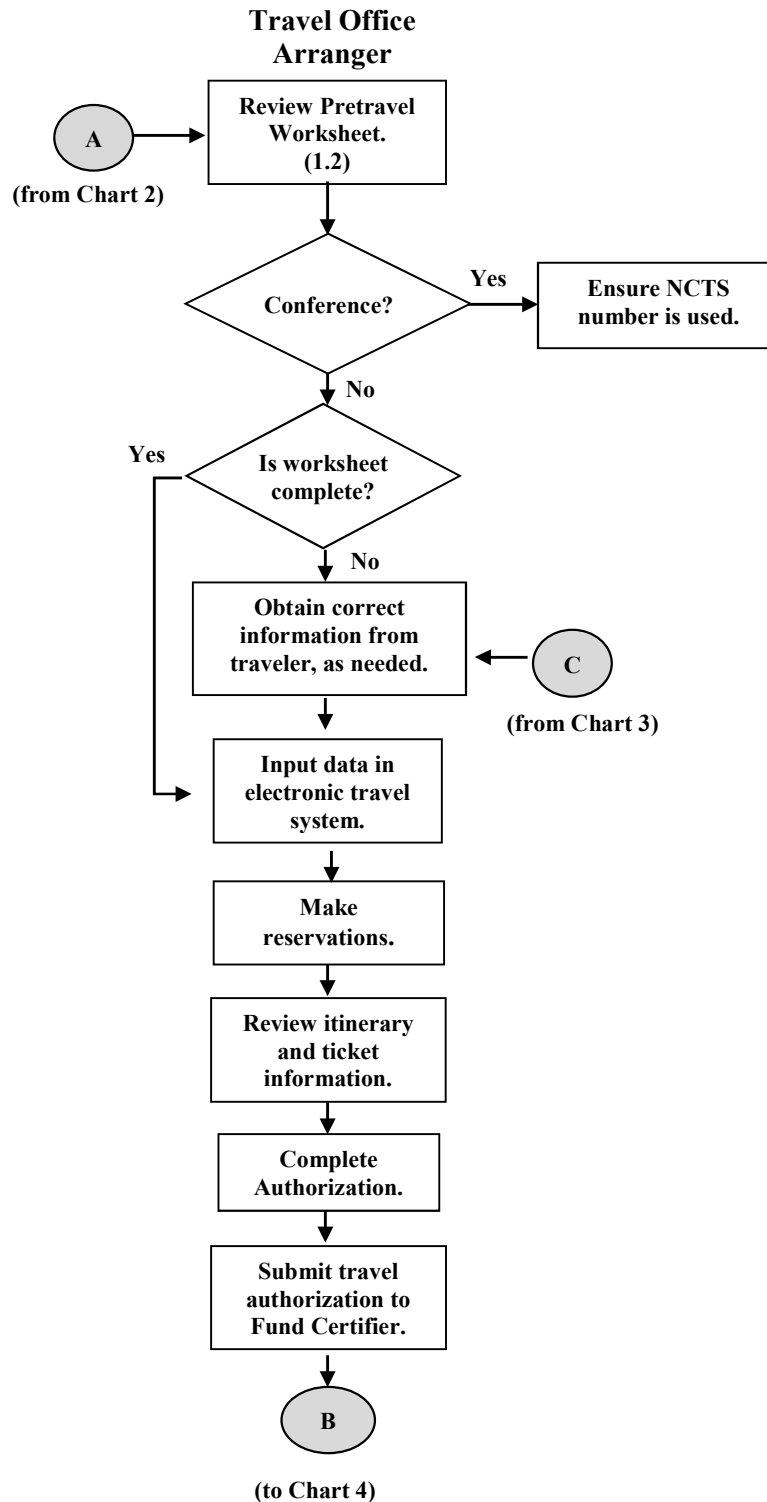 Travel Office
Arranger
Review Pretravel
Worksheet.
(1.2)
A
(from Chart 2)
Conference?
Yes
Ensure NCTS
number is used.
No
Yes
Is worksheet
complete?
No
Obtain correct
information from
traveler, as needed.
C
(from Chart 3)
Input data in
electronic travel
system.
Make
reservations.
Review itinerary
and ticket
information.
Complete
Authorization.
Submit travel
authorization to
Fund Certifier.
B
(to Chart 4)